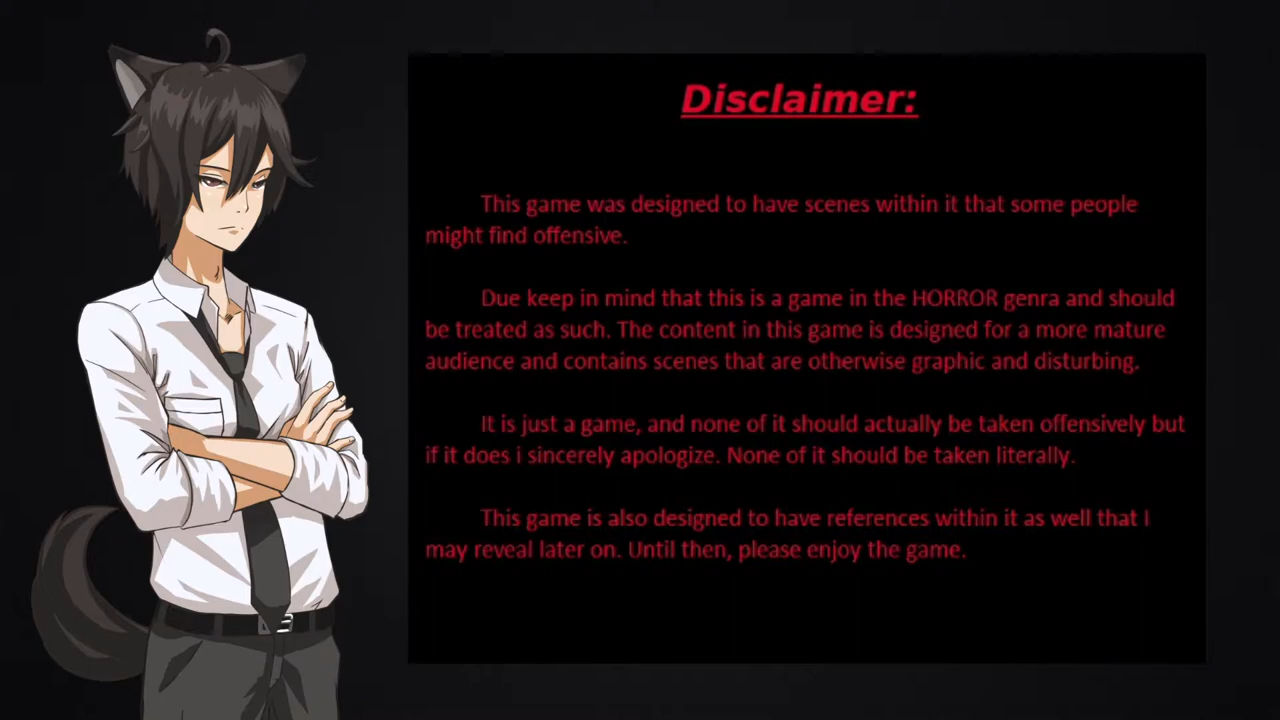 Disclaimer:
This game was designed to have scenes within it that some people
might find offensive.
Due keep in mind that this is a game in the HORROR genra and should
be treated as such. The content in this game is designed for a more mature
audience and contains scenes that are otherwise graphic and disturbing.
It is just a game, and none of it should actually be taken offensively but
if it does i sincerely apologize. None of it should be taken literally.
This game is also designed to have references within it as well that I
may reveal later on. Until then, please enjoy the game.